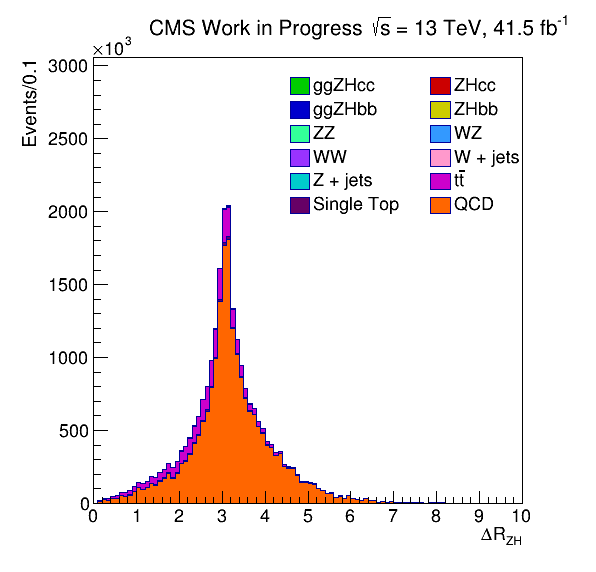 CMS Work in Progress √s = 13 TeV, 41.5 fb⁻¹
×10³
Events/0.1
3000
2500
2000
1500
1000
500
0
ggZHcc ZHcc
ggZHbb ZHbb
ZZ WZ
WW W + jets
Z + jets tt̄
Single Top QCD
0 1 2 3 4 5 6 7 8 9 10
ΔR_ZH